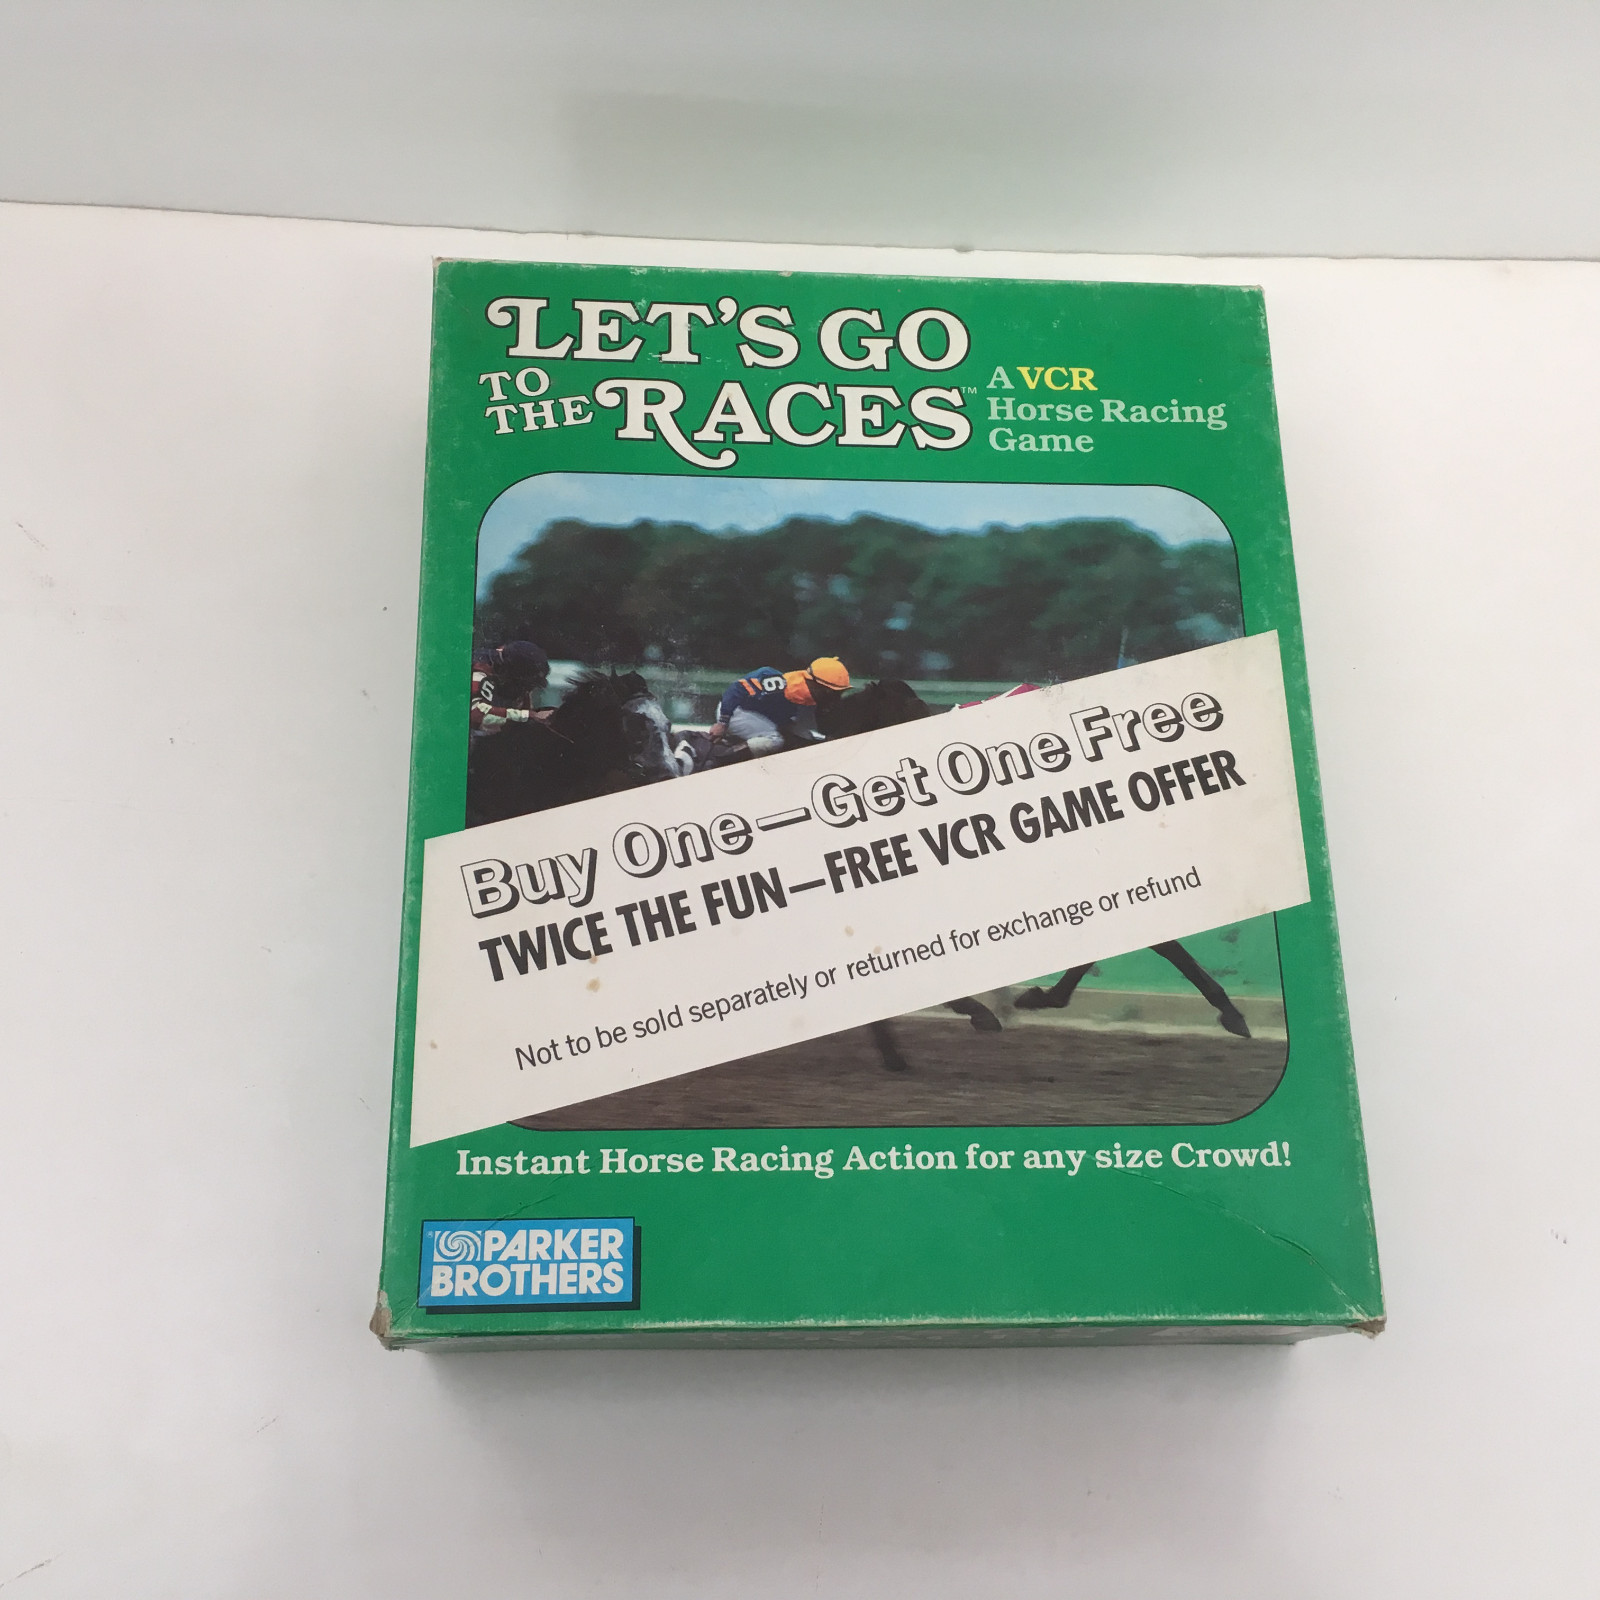 LET'S GO
TO THE RACES™
A VCR
Horse Racing
Game
5
6
Buy One—Get One Free
TWICE THE FUN—FREE VCR GAME OFFER
Not to be sold separately or returned for exchange or refund
Instant Horse Racing Action for any size Crowd!
PARKER
BROTHERS